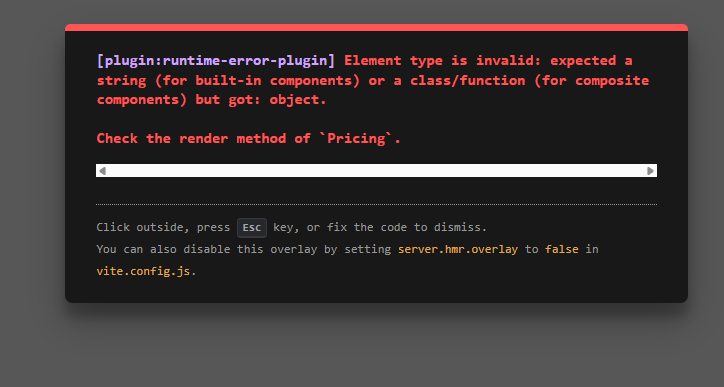 [plugin:runtime-error-plugin] Element type is invalid: expected a
string (for built-in components) or a class/function (for composite
components) but got: object.
Check the render method of `Pricing`.
Click outside, press Esc key, or fix the code to dismiss.
You can also disable this overlay by setting server.hmr.overlay to false in
vite.config.js.